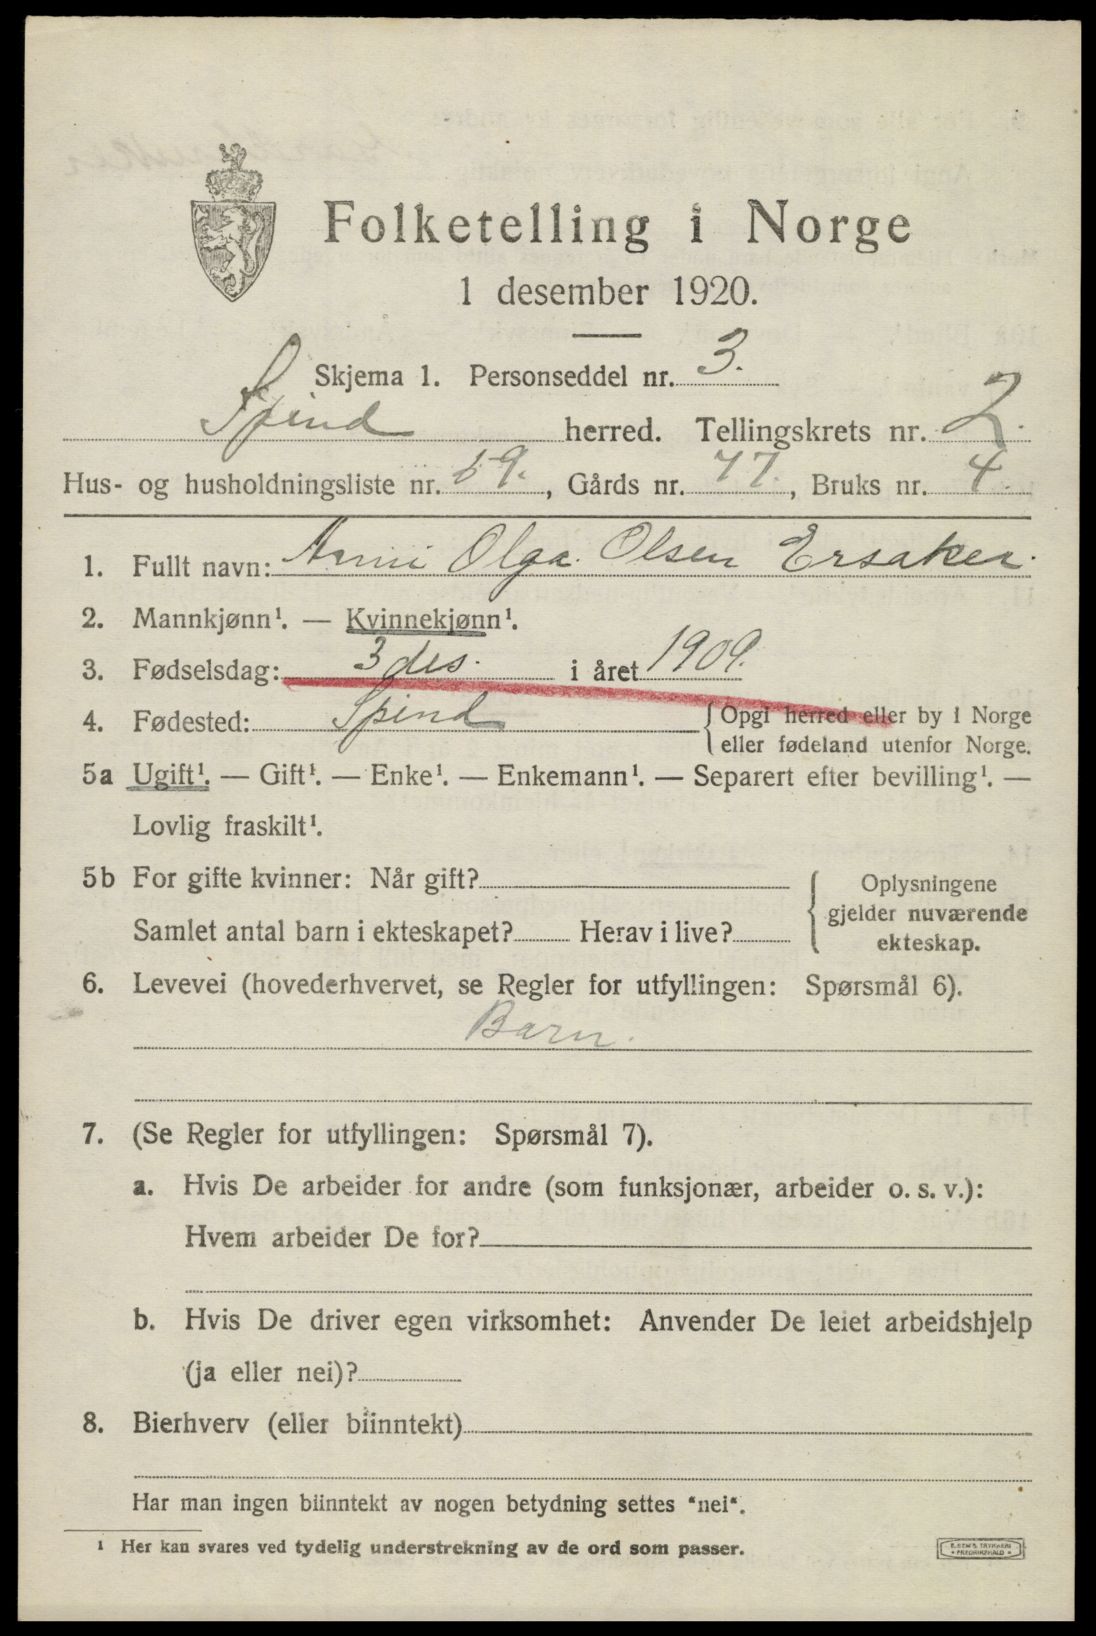 Folketelling i Norge
1 desember 1920.
Skjema 1. Personseddel nr. 3.
Spind herred. Tellingskrets nr. 2.
Hus- og husholdningsliste nr. 59., Gårds nr. 77., Bruks nr. 4.
1. Fullt navn: Anni Olga Olsen Ersaker.
2. Mannkjønn¹. — Kvinnekjønn¹.
3. Fødselsdag: 3 des. i året 1909.
4. Fødested: Spind {Opgi herred eller by i Norge
eller fødeland utenfor Norge.
5a Ugift¹. — Gift¹. — Enke¹. — Enkemann¹. — Separert efter bevilling¹. —
Lovlig fraskilt¹.
5b For gifte kvinner: Når gift?
Samlet antal barn i ekteskapet? Herav i live?
{Oplysningene
gjelder nuværende
ekteskap.
6. Levevei (hovederhvervet, se Regler for utfyllingen: Spørsmål 6).
Barn.
7. (Se Regler for utfyllingen: Spørsmål 7).
a. Hvis De arbeider for andre (som funksjonær, arbeider o. s. v.):
Hvem arbeider De for?
b. Hvis De driver egen virksomhet: Anvender De leiet arbeidshjelp
(ja eller nei)?
8. Bierhverv (eller biinntekt)
Har man ingen biinntekt av nogen betydning settes "nei".
¹ Her kan svares ved tydelig understrekning av de ord som passer.